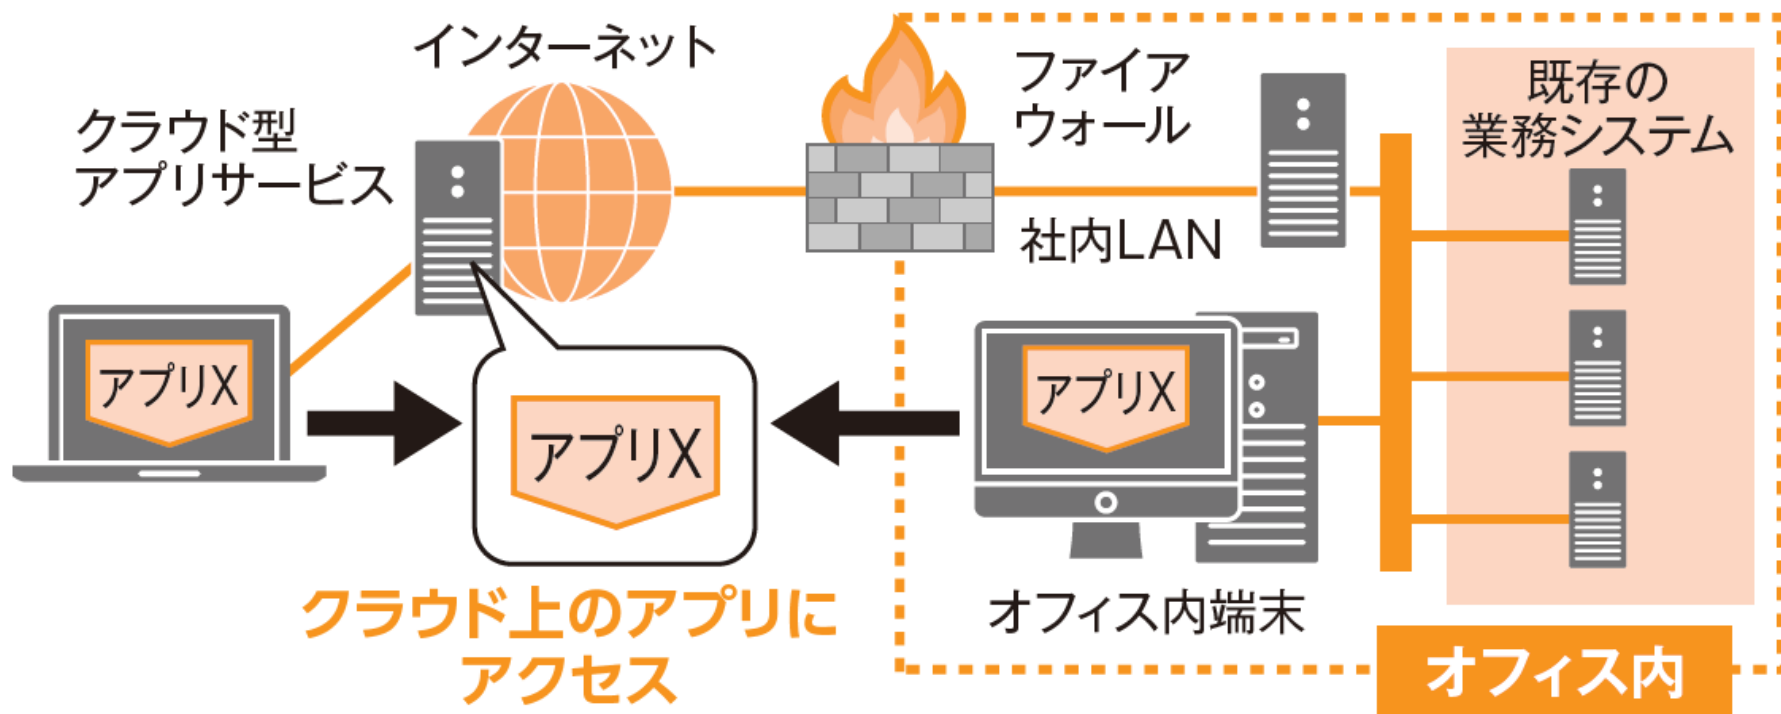 インターネット
クラウド型
アプリサービス
ファイア
ウォール
社内LAN
既存の
業務システム
アプリX
アプリX
アプリX
クラウド上のアプリに
アクセス
オフィス内端末
オフィス内